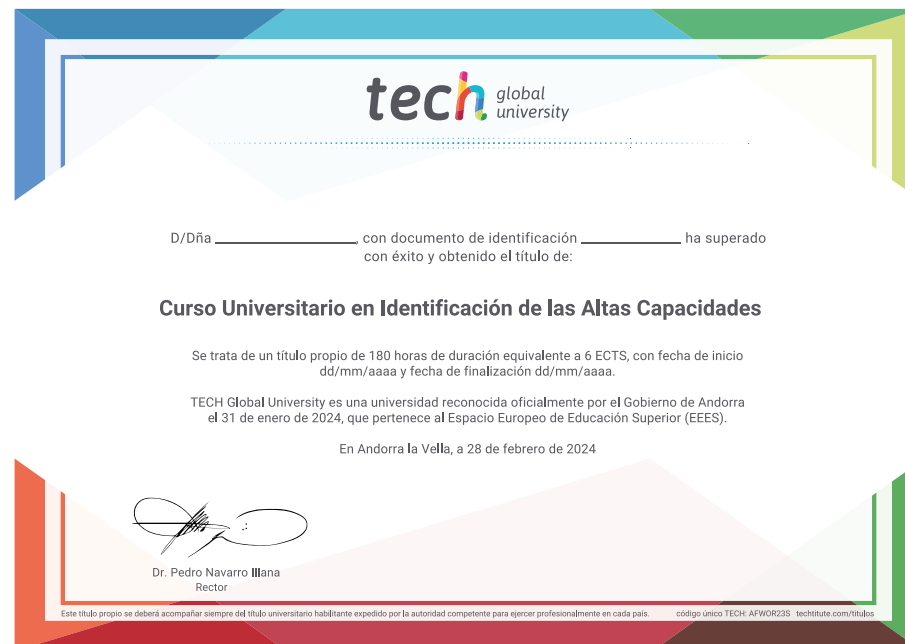 tech global university
D/Dña ____________, con documento de identificación ____________ ha superado
con éxito y obtenido el título de:
Curso Universitario en Identificación de las Altas Capacidades
Se trata de un título propio de 180 horas de duración equivalente a 6 ECTS, con fecha de inicio
dd/mm/aaaa y fecha de finalización dd/mm/aaaa.
TECH Global University es una universidad reconocida oficialmente por el Gobierno de Andorra
el 31 de enero de 2024, que pertenece al Espacio Europeo de Educación Superior (EEES).
En Andorra la Vella, a 28 de febrero de 2024
Dr. Pedro Navarro Illana
Rector
Este título propio se deberá acompañar siempre del título universitario habilitante expedido por la autoridad competente para ejercer profesionalmente en cada país. código único TECH: AFWOR23S techtitute.com/titulos